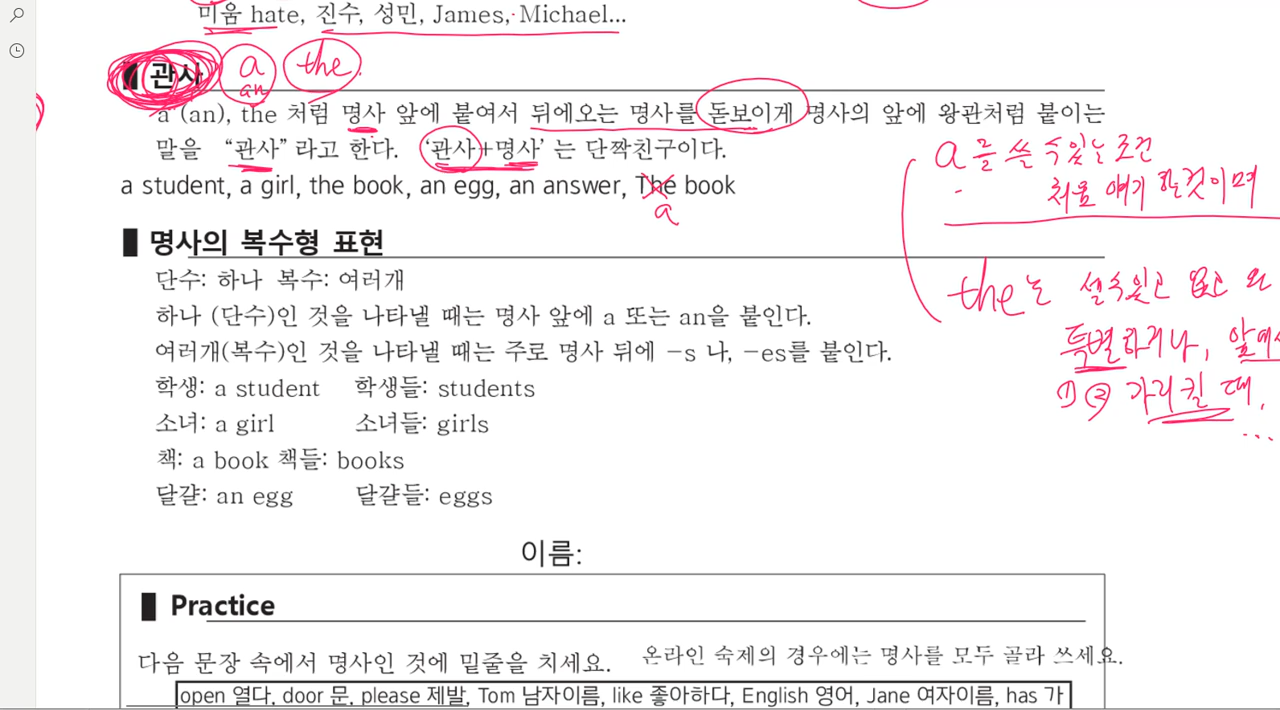 미움 hate, 진수, 성민, James, Michael...
관사 a an the.
a (an), the 처럼 명사 앞에 붙여서 뒤에오는 명사를 돋보이게 명사의 앞에 왕관처럼 붙이는
말을 “관사”라고 한다. ‘관사+명사’는 단짝친구이다.
a student, a girl, the book, an egg, an answer, The book
a
a를 쓸 수있는 조건
처음 얘기 한것이며
명사의 복수형 표현
단수: 하나 복수: 여러개
the는 셀수있고 없고 와
하나 (단수)인 것을 나타낼 때는 명사 앞에 a 또는 an을 붙인다.
특별하거나, 앞에서
여러개(복수)인 것을 나타낼 때는 주로 명사 뒤에 -s 나, -es를 붙인다.
① ② 가리킬 때,
...
학생: a student 학생들: students
소녀: a girl 소녀들: girls
책: a book 책들: books
달걀: an egg 달걀들: eggs
이름:
Practice
다음 문장 속에서 명사인 것에 밑줄을 치세요. 온라인 숙제의 경우에는 명사를 모두 골라 쓰세요.
open 열다, door 문, please 제발, Tom 남자이름, like 좋아하다, English 영어, Jane 여자이름, has 가